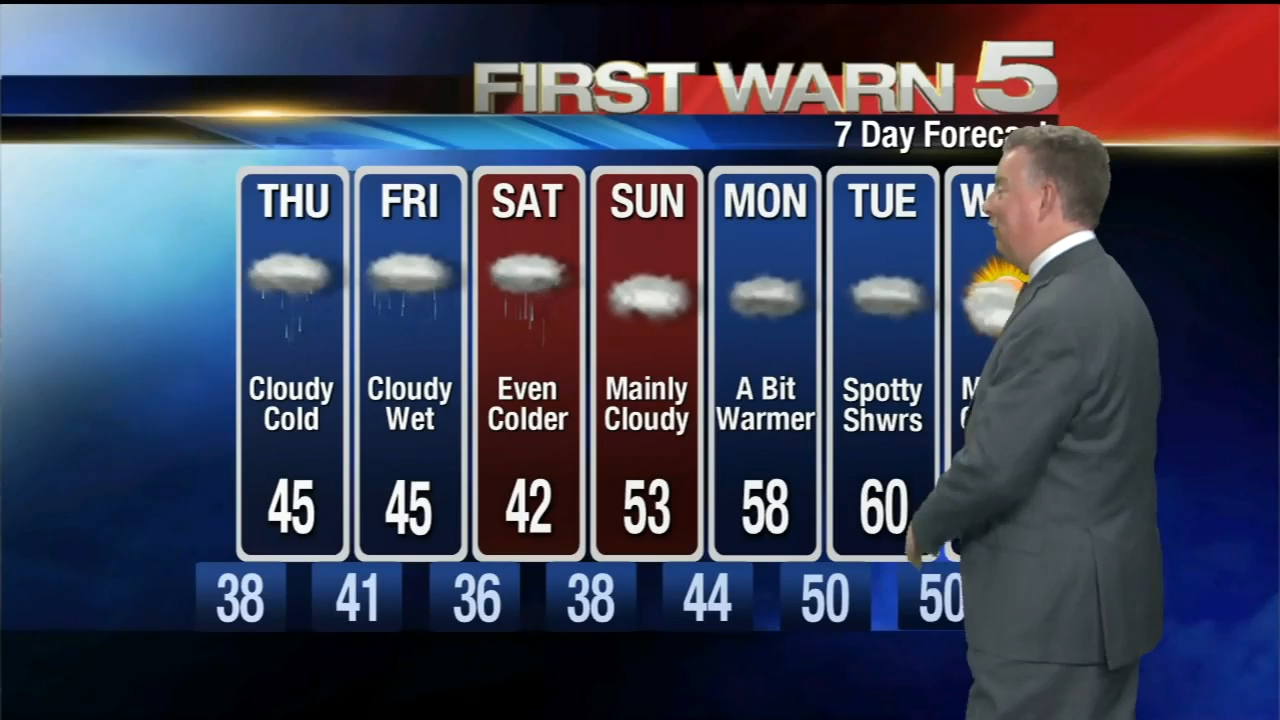 FIRST WARN 5
7 Day Forecast
THU FRI SAT SUN MON TUE
Cloudy Cloudy Even Mainly A Bit Spotty
Cold Wet Colder Cloudy Warmer Shwrs
45 45 42 53 58 60
38 41 36 38 44 50 50